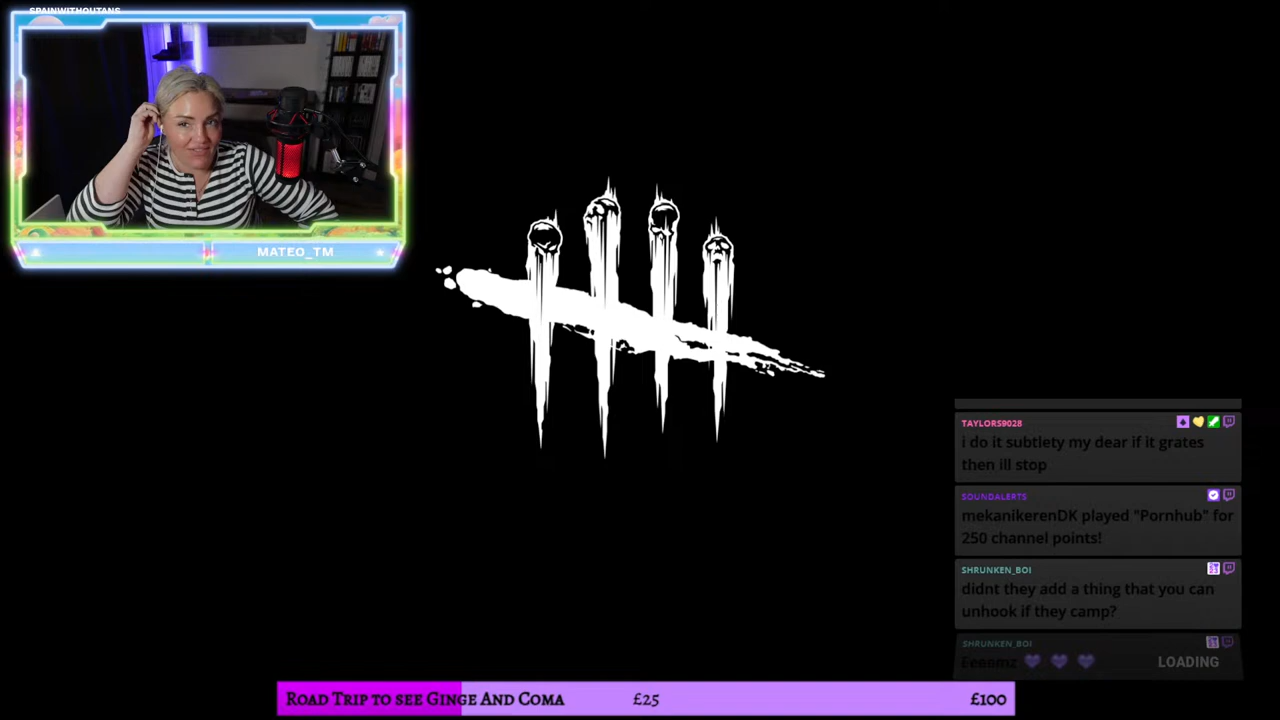 SPAINWITHOUTANS
MATEO_TM
TAYLORS9028
i do it subtlety my dear if it grates
then ill stop
SOUNDALERTS
mekanikerenDK played "Pornhub" for
250 channel points!
SHRUNKEN_BOI
didnt they add a thing that you can
unhook if they camp?
SHRUNKEN_BOI
LOADING
ROAD TRIP TO SEE GINGE AND COMA £25 £100